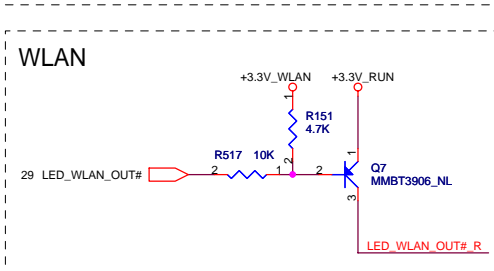 WLAN
+3.3V_WLAN
+3.3V_RUN
1
R151
4.7K
2
R517 10K
29 LED_WLAN_OUT#
2
1
2
1
Q7
MMBT3906_NL
3
LED_WLAN_OUT#_R